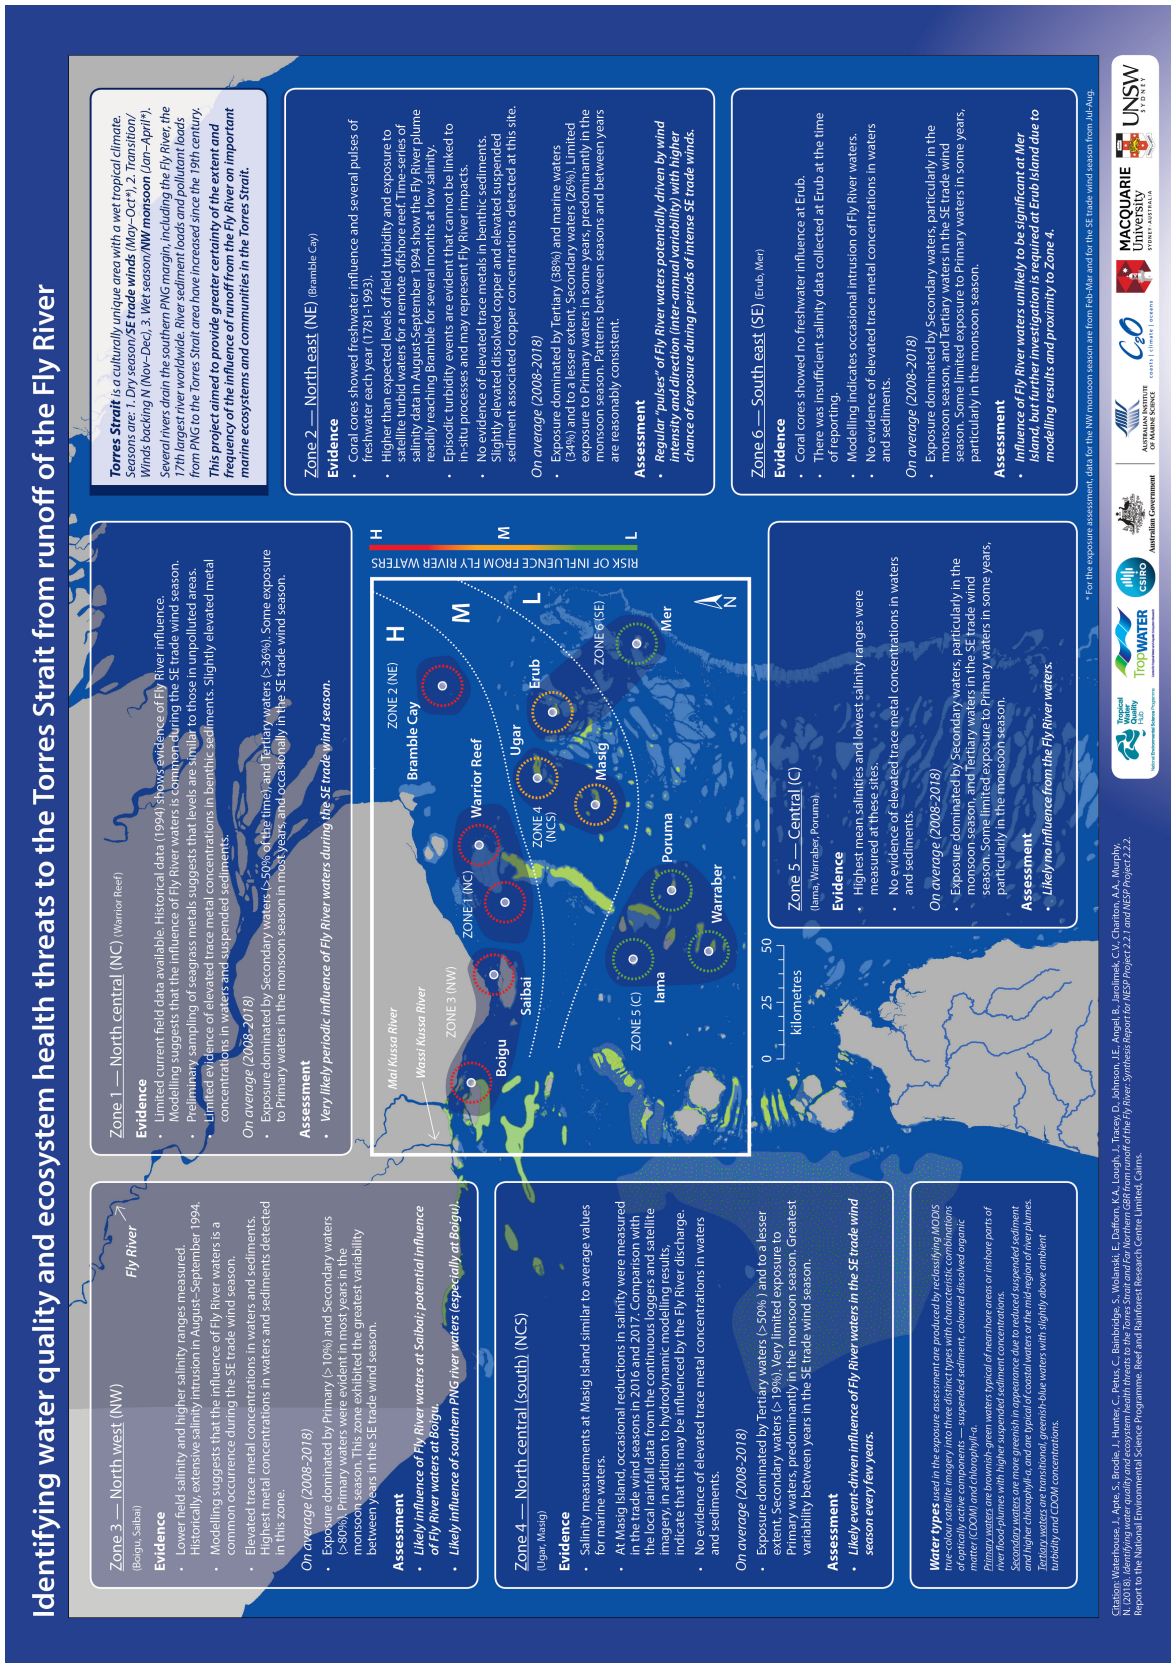 Identifying water quality and ecosystem health threats to the Torres Strait from runoff of the Fly River
Zone 3 — North west (NW)
(Boigu, Saibai)
Evidence
• Lower field salinity and higher salinity ranges measured.
Historically, extensive salinity intrusion in August–September 1994.
• Modelling suggests that the influence of Fly River waters is a
common occurrence during the SE trade wind season.
• Elevated trace metal concentrations in waters and sediments.
Highest metal concentrations in waters and sediments detected
in this zone.
On average (2008-2018)
• Exposure dominated by Primary (>10%) and Secondary waters
(>80%). Primary waters were evident in most years in the
monsoon season. This zone exhibited the greatest variability
between years in the SE trade wind season.
Assessment
• Likely influence of Fly River waters at Saibai; potential influence
of Fly River waters at Boigu.
• Likely influence of southern PNG river waters (especially at Boigu).
Zone 4 — North central (south) (NCS)
(Ugar, Masig)
Evidence
• Salinity measurements at Masig Island similar to average values
for marine waters.
• At Masig Island, occasional reductions in salinity were measured
in the trade wind seasons in 2016 and 2017. Comparison with
the local rainfall data from the continuous loggers and satellite
imagery, in addition to hydrodynamic modelling results,
indicate that this may be influenced by the Fly River discharge.
• No evidence of elevated trace metal concentrations in waters
and sediments.
On average (2008-2018)
• Exposure dominated by Tertiary waters (>50% ) and to a lesser
extent, Secondary waters (> 19%). Very limited exposure to
Primary waters, predominantly in the monsoon season. Greatest
variability between years in the SE trade wind season.
Assessment
• Likely event-driven influence of Fly River waters in the SE trade wind
season every few years.
Water types used in the exposure assessment are produced by reclassifying MODIS
true-colour satellite imagery into three distinct types with characteristic combinations
of optically active components — suspended sediment, coloured dissolved organic
matter (CDOM) and chlorophyll-a.
Primary waters are brownish-green waters typical of nearshore areas or inshore parts of
river flood-plumes with higher suspended sediment concentrations.
Secondary waters are more greenish in appearance due to reduced suspended sediment
and higher chlorophyll-a, and are typical of coastal waters or the mid-region of river plumes.
Tertiary waters are transitional, greenish-blue waters with slightly above ambient
turbidity and CDOM concentrations.
Zone 1 — North central (NC) (Warrior Reef)
Evidence
• Limited current field data available. Historical data (1994) shows evidence of Fly River influence.
Modelling suggests that the influence of Fly River waters is common during the SE trade wind season.
• Preliminary sampling of seagrass metals suggests that levels are similar to those in unpolluted areas.
• Limited evidence of elevated trace metal concentrations in benthic sediments. Slightly elevated metal
concentrations in waters and suspended sediments.
On average (2008-2018)
• Exposure dominated by Secondary waters (>50% of the time), and Tertiary waters (>36%). Some exposure
to Primary waters in the monsoon season in most years, and occasionally in the SE trade wind season.
Assessment
• Very likely periodic influence of Fly River waters during the SE trade wind season.
Fly River
Mai Kussa River
Wassi Kussa River
ZONE 2 (NE)
H
Bramble Cay
M
Warrior Reef
ZONE 1 (NC)
ZONE 3 (NW)
L
Ugar
Erub
Saibai
Boigu
ZONE 4
(NCS)
Masig
ZONE 6 (SE)
Mer
ZONE 5 (C)
Iama
Poruma
Warraber
N
RISK OF INFLUENCE FROM FLY RIVER WATERS
H
M
L
0 25 50
kilometres
Zone 5 — Central (C)
(Iama, Warraber, Poruma)
Evidence
• Highest mean salinities and lowest salinity ranges were
measured at these sites.
• No evidence of elevated trace metal concentrations in waters
and sediments.
On average (2008-2018)
• Exposure dominated by Secondary waters, particularly in the
monsoon season, and Tertiary waters in the SE trade wind
season. Some limited exposure to Primary waters in some years,
particularly in the monsoon season.
Assessment
• Likely no influence from the Fly River waters.
Torres Strait is a culturally unique area with a wet tropical climate.
Seasons are: 1. Dry season/SE trade winds (May–Oct*), 2. Transition/
Winds backing N (Nov–Dec), 3. Wet season/NW monsoon (Jan–April*).
Several rivers drain the southern PNG margin, including the Fly River, the
17th largest river worldwide. River sediment loads and pollutant loads
from PNG to the Torres Strait area have increased since the 19th century.
This project aimed to provide greater certainty of the extent and
frequency of the influence of runoff from the Fly River on important
marine ecosystems and communities in the Torres Strait.
Zone 2 — North east (NE) (Bramble Cay)
Evidence
• Coral cores showed freshwater influence and several pulses of
freshwater each year (1781-1993).
• Higher than expected levels of field turbidity and exposure to
satellite turbid waters for a remote offshore reef. Time-series of
salinity data in August-September 1994 show the Fly River plume
readily reaching Bramble for several months at low salinity.
• Episodic turbidity events are evident that cannot be linked to
in-situ processes and may represent Fly River impacts.
• No evidence of elevated trace metals in benthic sediments.
Slightly elevated dissolved copper and elevated suspended
sediment associated copper concentrations detected at this site.
On average (2008-2018)
• Exposure dominated by Tertiary (38%) and marine waters
(34%) and to a lesser extent, Secondary waters (26%). Limited
exposure to Primary waters in some years, predominantly in the
monsoon season. Patterns between seasons and between years
are reasonably consistent.
Assessment
• Regular “pulses” of Fly River waters potentially driven by wind
intensity and direction (inter-annual variability) with higher
chance of exposure during periods of intense SE trade winds.
Zone 6 — South east (SE) (Erub, Mer)
Evidence
• Coral cores showed no freshwater influence at Erub.
• There was insufficient salinity data collected at Erub at the time
of reporting.
• Modelling indicates occasional intrusion of Fly River waters.
• No evidence of elevated trace metal concentrations in waters
and sediments.
On average (2008-2018)
• Exposure dominated by Secondary waters, particularly in the
monsoon season, and Tertiary waters in the SE trade wind
season. Some limited exposure to Primary waters in some years,
particularly in the monsoon season.
Assessment
• Influence of Fly River waters unlikely to be significant at Mer
Island, but further investigation is required at Erub Island due to
modelling results and proximity to Zone 4.
* For the exposure assessment, data for the NW monsoon season are from Feb-Mar and for the SE trade wind season from Jul-Aug.
Citation: Waterhouse, J., Apte, S., Brodie, J., Hunter, C., Petus, C., Bainbridge, S., Wolanski, E., Dafforn, K.A., Lough, J., Tracey, D., Johnson, J.E., Angel, B., Jarolimek, C.V., Chariton, A.A., Murphy,
N. (2018). Identifying water quality and ecosystem health threats to the Torres Strait and Far Northern GBR from runoff of the Fly River: Synthesis Report for NESP Project 2.2.1 and NESP Project 2.2.2.
Report to the National Environmental Science Programme. Reef and Rainforest Research Centre Limited, Cairns.
Tropical
Water
Quality
Hub
National Environmental Science Programme
TropWATER
CSIRO
Australian Government
AUSTRALIAN INSTITUTE
OF MARINE SCIENCE
C2O
coasts | climate | oceans
MACQUARIE
University
SYDNEY · AUSTRALIA
UNSW
SYDNEY